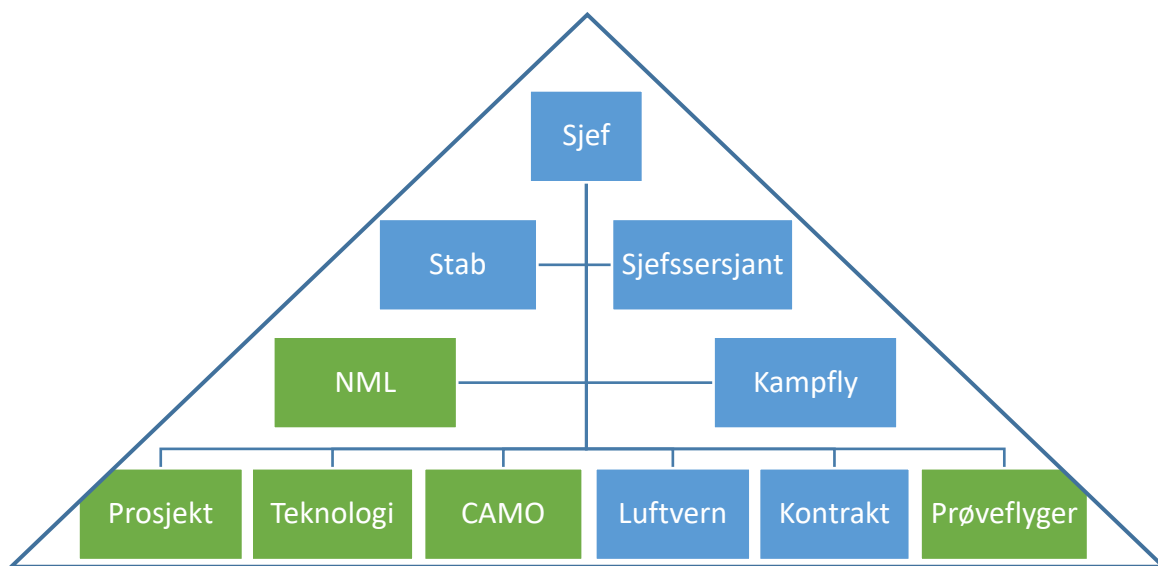 Sjef
Stab
Sjefssersjant
NML
Kampfly
Prosjekt
Teknologi
CAMO
Luftvern
Kontrakt
Prøveflyger